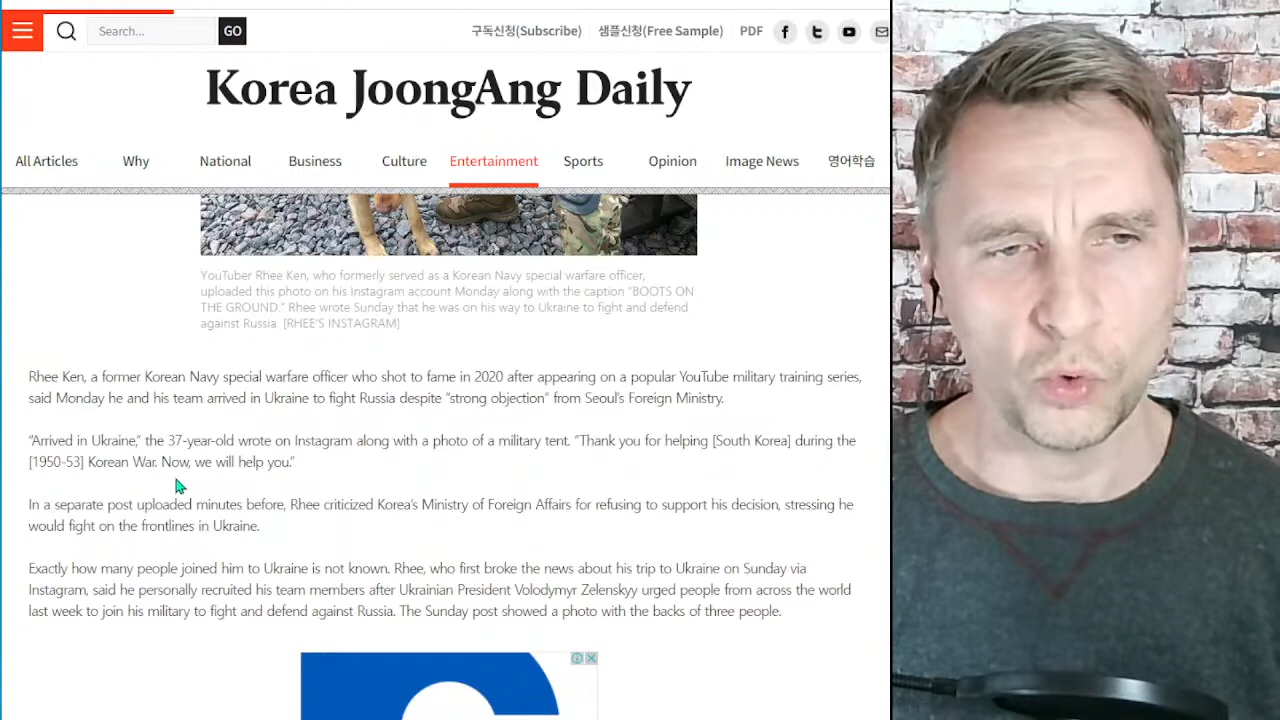 Search...
GO
구독신청(Subscribe)
샘플신청(Free Sample)
PDF
Korea JoongAng Daily
All Articles
Why
National
Business
Culture
Entertainment
Sports
Opinion
Image News
영어학습
YouTuber Rhee Ken, who formerly served as a Korean Navy special warfare officer,
uploaded this photo on his Instagram account Monday along with the caption “BOOTS ON
THE GROUND.” Rhee wrote Sunday that he was on his way to Ukraine to fight and defend
against Russia. [RHEE'S INSTAGRAM]
Rhee Ken, a former Korean Navy special warfare officer who shot to fame in 2020 after appearing on a popular YouTube military training series,
said Monday he and his team arrived in Ukraine to fight Russia despite “strong objection” from Seoul’s Foreign Ministry.
“Arrived in Ukraine,” the 37-year-old wrote on Instagram along with a photo of a military tent. “Thank you for helping [South Korea] during the
[1950-53] Korean War. Now, we will help you.”
In a separate post uploaded minutes before, Rhee criticized Korea’s Ministry of Foreign Affairs for refusing to support his decision, stressing he
would fight on the frontlines in Ukraine.
Exactly how many people joined him to Ukraine is not known. Rhee, who first broke the news about his trip to Ukraine on Sunday via
Instagram, said he personally recruited his team members after Ukrainian President Volodymyr Zelenskyy urged people from across the world
last week to join his military to fight and defend against Russia. The Sunday post showed a photo with the backs of three people.